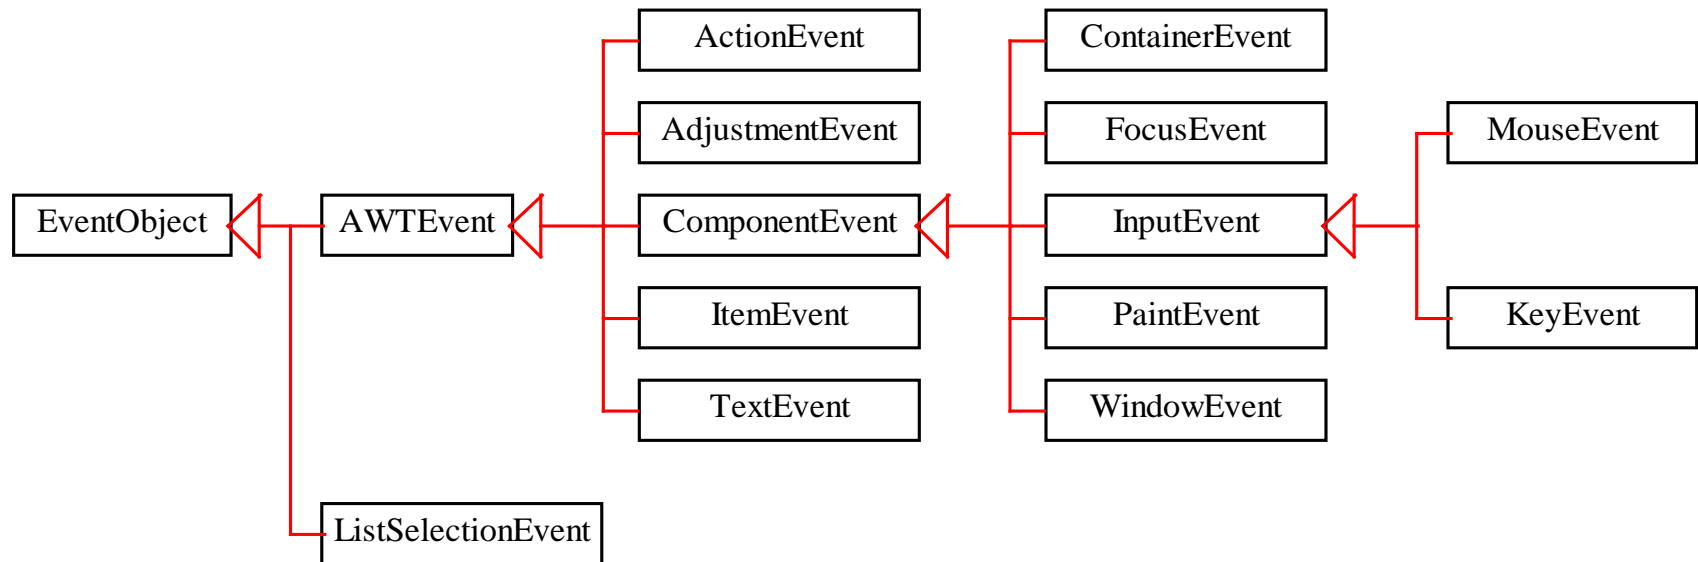 ActionEvent
ContainerEvent
AdjustmentEvent
FocusEvent
MouseEvent
EventObject
AWTEvent
ComponentEvent
InputEvent
ItemEvent
PaintEvent
KeyEvent
TextEvent
WindowEvent
ListSelectionEvent